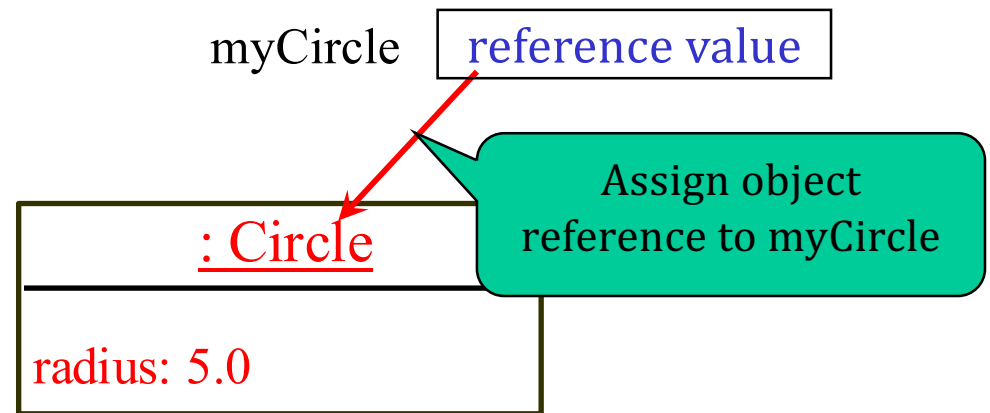 myCircle
reference value
Assign object
reference to myCircle
: Circle
radius: 5.0